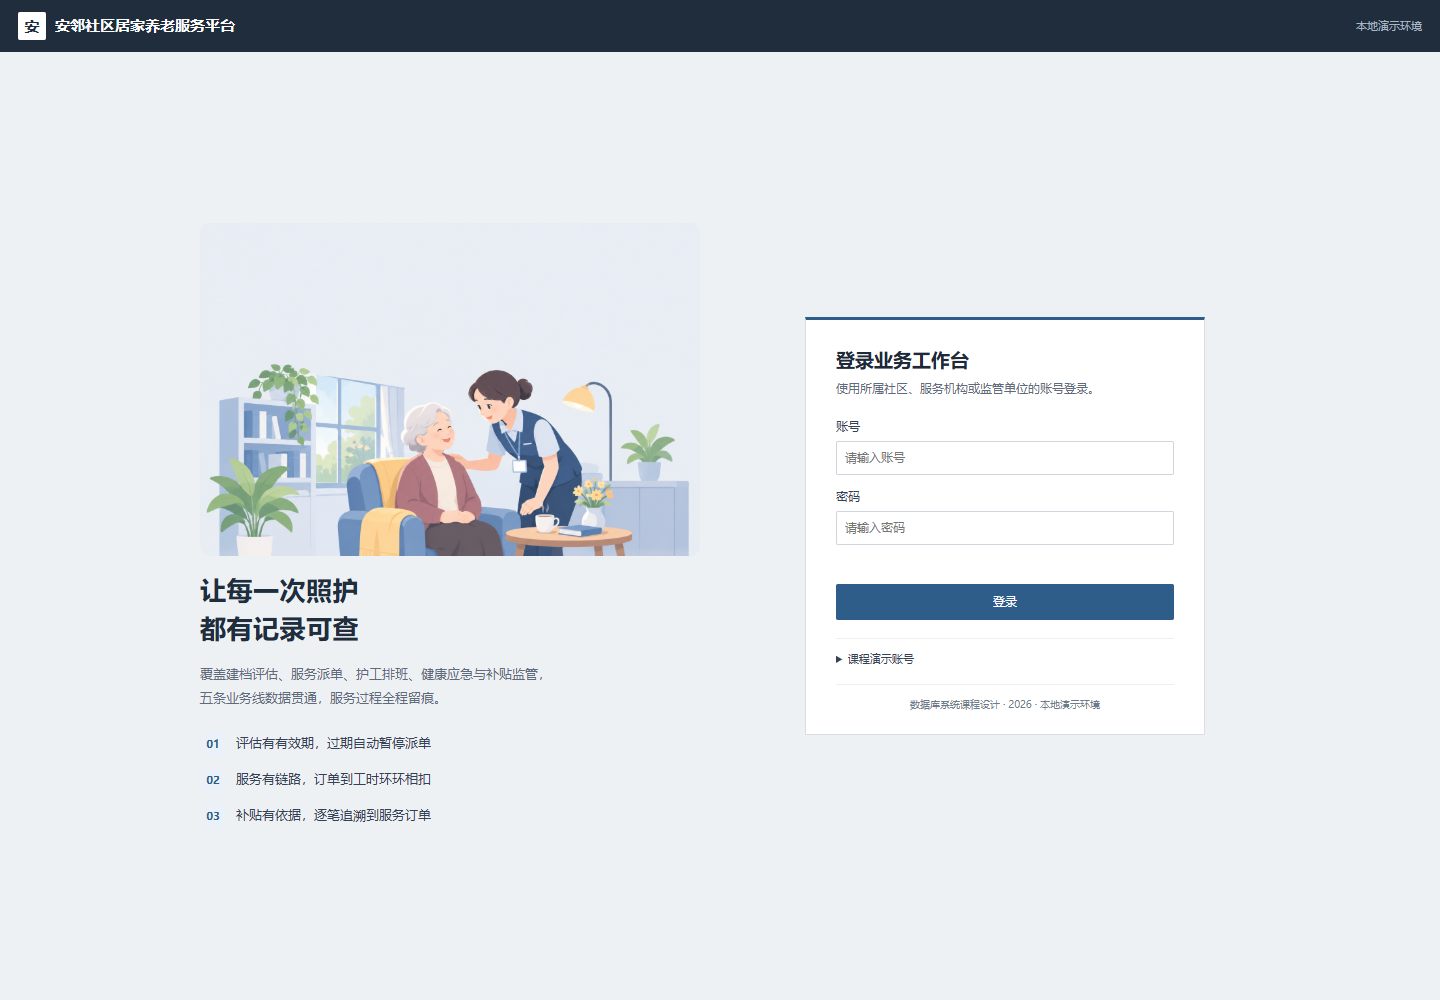 安 安邻社区居家养老服务平台
本地演示环境
让每一次照护
都有记录可查
覆盖建档评估、服务派单、护工排班、健康应急与补贴监管，
五条业务线数据贯通，服务过程全程留痕。
01 评估有有效期，过期自动暂停派单
02 服务有链路，订单到工时环环相扣
03 补贴有依据，逐笔追溯到服务订单
登录业务工作台
使用所属社区、服务机构或监管单位的账号登录。
账号
请输入账号
密码
请输入密码
登录
课程演示账号
数据库系统课程设计 · 2026 · 本地演示环境